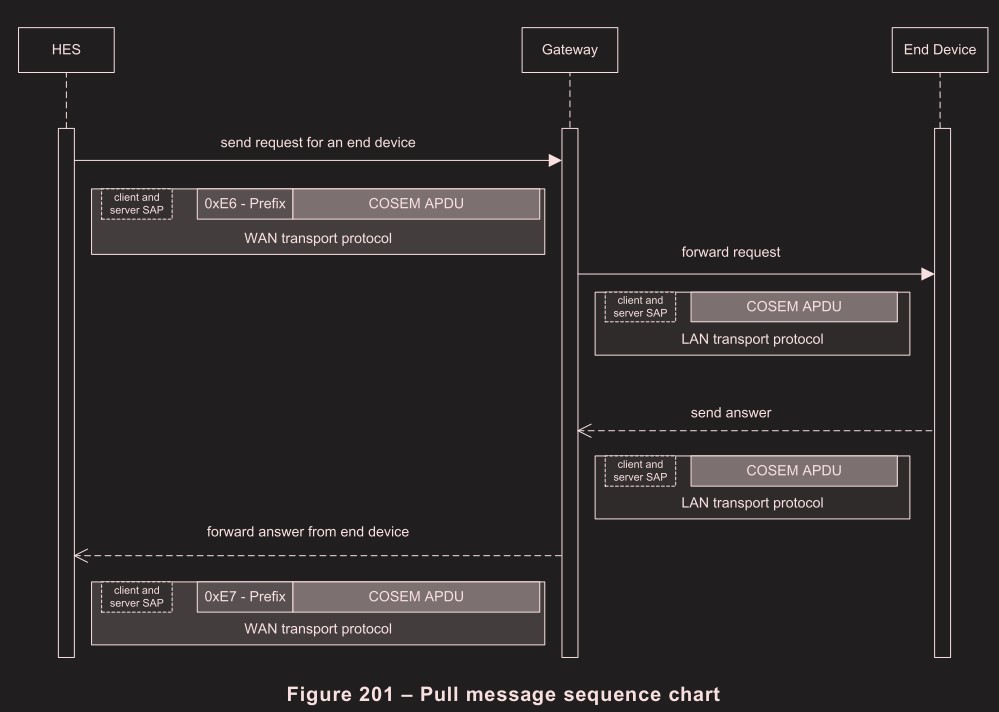 HES
Gateway
End Device
send request for an end device
client and
server SAP
0xE6 - Prefix
COSEM APDU
WAN transport protocol
forward request
client and
server SAP
COSEM APDU
LAN transport protocol
send answer
client and
server SAP
COSEM APDU
LAN transport protocol
forward answer from end device
client and
server SAP
0xE7 - Prefix
COSEM APDU
WAN transport protocol
Figure 201 – Pull message sequence chart